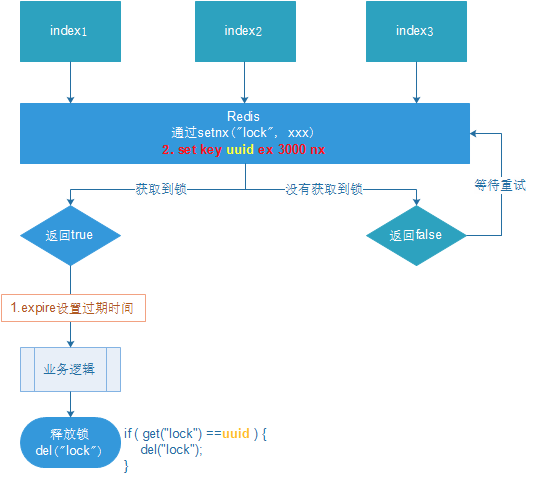 index1
index2
index3
Redis
通过setnx("lock", xxx)
2. set key uuid ex 3000 nx
获取到锁
没有获取到锁
等待重试
返回true
返回false
1.expire设置过期时间
业务逻辑
释放锁
del("lock")
if ( get("lock") ==uuid ) {
del("lock");
}